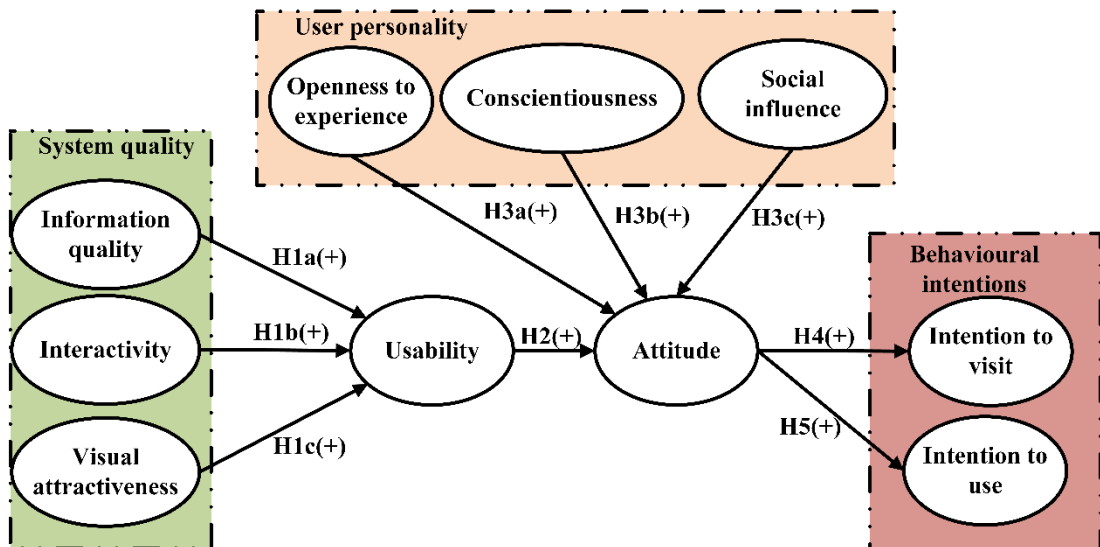 User personality
Openness to
experience
Conscientiousness
Social
influence
System quality
Information
quality
Interactivity
Visual
attractiveness
H1a(+)
H1b(+)
H1c(+)
Usability
H2(+)
H3a(+)
H3b(+)
H3c(+)
Attitude
H4(+)
H5(+)
Behavioural
intentions
Intention to
visit
Intention to
use